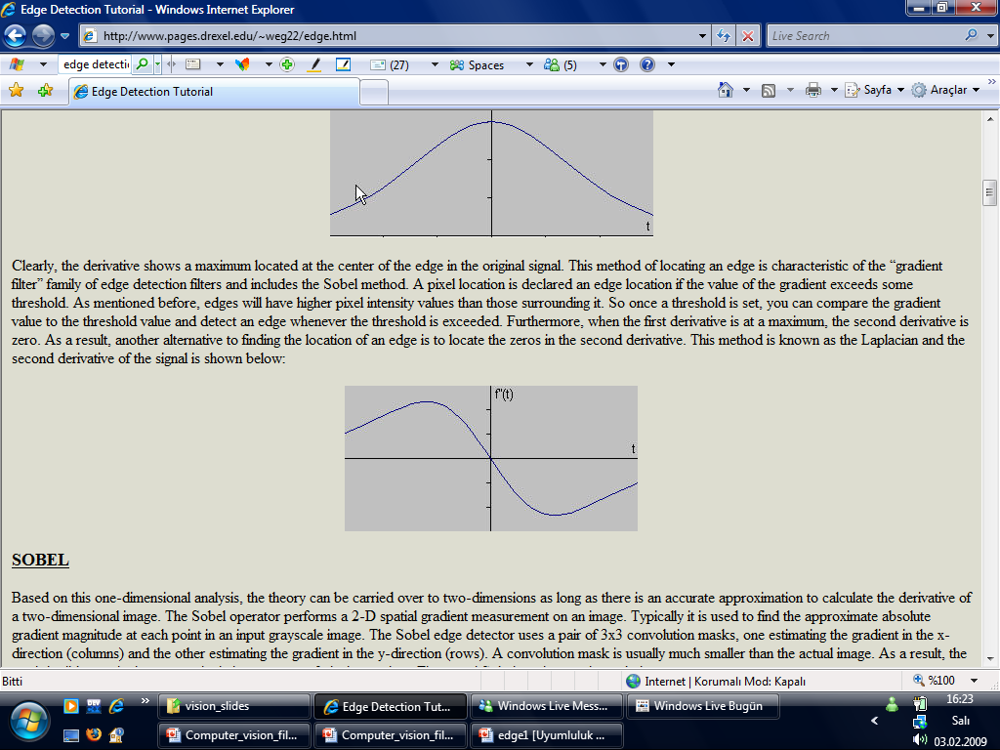 Edge Detection Tutorial - Windows Internet Explorer
http://www.pages.drexel.edu/~weg22/edge.html
Live Search
edge detecti
(27)
Spaces
(5)
Edge Detection Tutorial
Sayfa
Araçlar
t
Clearly, the derivative shows a maximum located at the center of the edge in the original signal. This method of locating an edge is characteristic of the “gradient
filter” family of edge detection filters and includes the Sobel method. A pixel location is declared an edge location if the value of the gradient exceeds some
threshold. As mentioned before, edges will have higher pixel intensity values than those surrounding it. So once a threshold is set, you can compare the gradient
value to the threshold value and detect an edge whenever the threshold is exceeded. Furthermore, when the first derivative is at a maximum, the second derivative is
zero. As a result, another alternative to finding the location of an edge is to locate the zeros in the second derivative. This method is known as the Laplacian and the
second derivative of the signal is shown below:
f''(t)
t
SOBEL
Based on this one-dimensional analysis, the theory can be carried over to two-dimensions as long as there is an accurate approximation to calculate the derivative of
a two-dimensional image. The Sobel operator performs a 2-D spatial gradient measurement on an image. Typically it is used to find the approximate absolute
gradient magnitude at each point in an input grayscale image. The Sobel edge detector uses a pair of 3x3 convolution masks, one estimating the gradient in the x-
direction (columns) and the other estimating the gradient in the y-direction (rows). A convolution mask is usually much smaller than the actual image. As a result, the
Bitti
Internet | Korumalı Mod: Kapalı
%100
vision_slides
Edge Detection Tut...
Windows Live Mess...
Windows Live Bugün
16:23
Salı
Computer_vision_fil...
Computer_vision_fil...
edge1 [Uyumluluk ...
03.02.2009